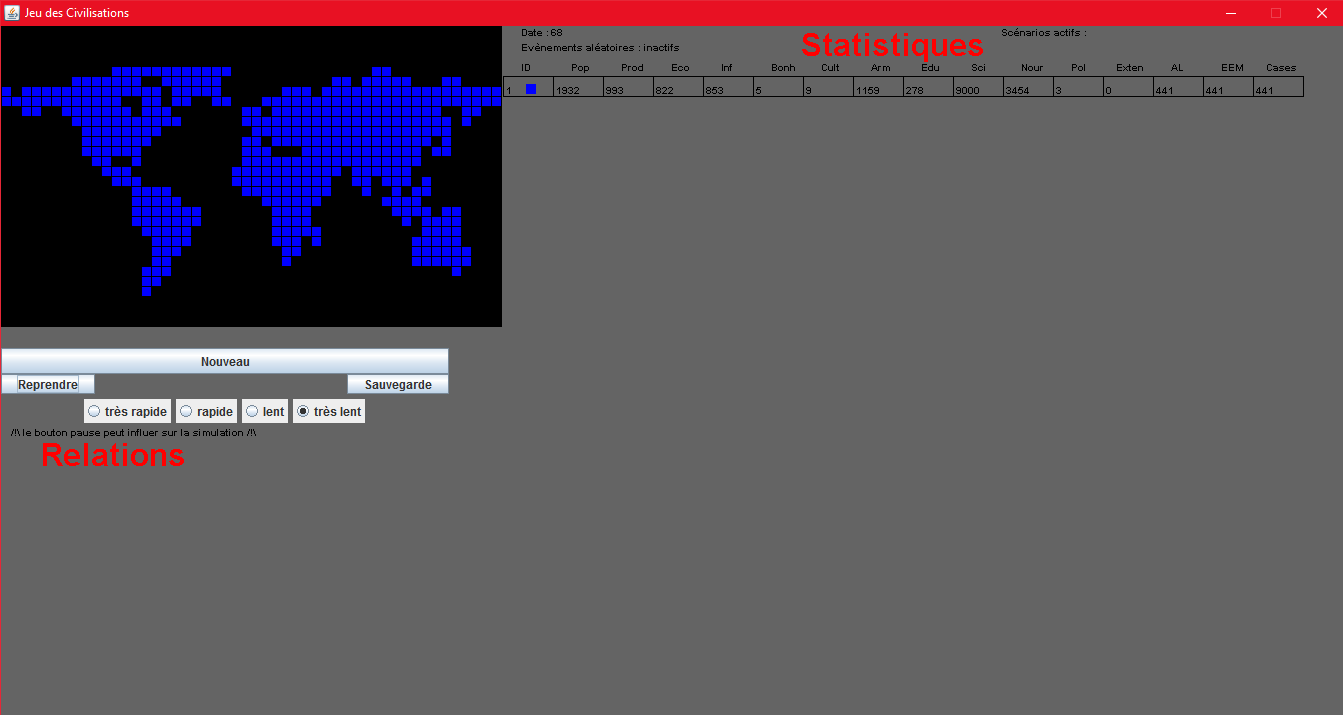 Jeu des Civilisations
Date : 68
Scénarios actifs :
Evènements aléatoires : inactifs
Statistiques
ID Pop Prod Eco Inf Bonh Cult Arm Edu Sci Nour Pol Exten AL EEM Cases
1 1932 993 822 853 5 9 1159 278 9000 3454 3 0 441 441 441
Nouveau
Reprendre Sauvegarde
très rapide rapide lent très lent
/!\ le bouton pause peut influer sur la simulation /!\
Relations